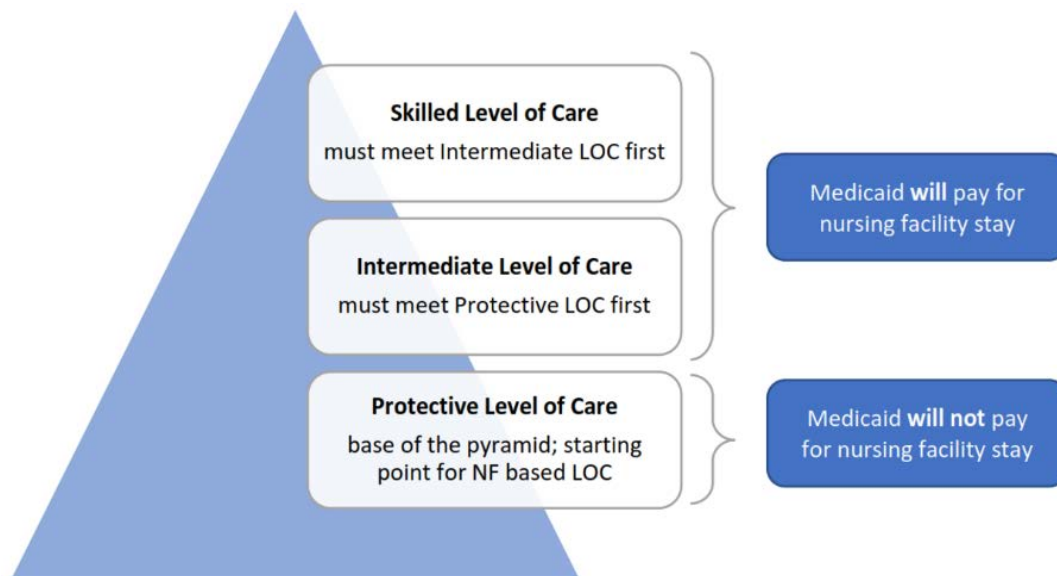 Skilled Level of Care
must meet Intermediate LOC first
Medicaid will pay for
nursing facility stay
Intermediate Level of Care
must meet Protective LOC first
Protective Level of Care
base of the pyramid; starting
point for NF based LOC
Medicaid will not pay
for nursing facility stay